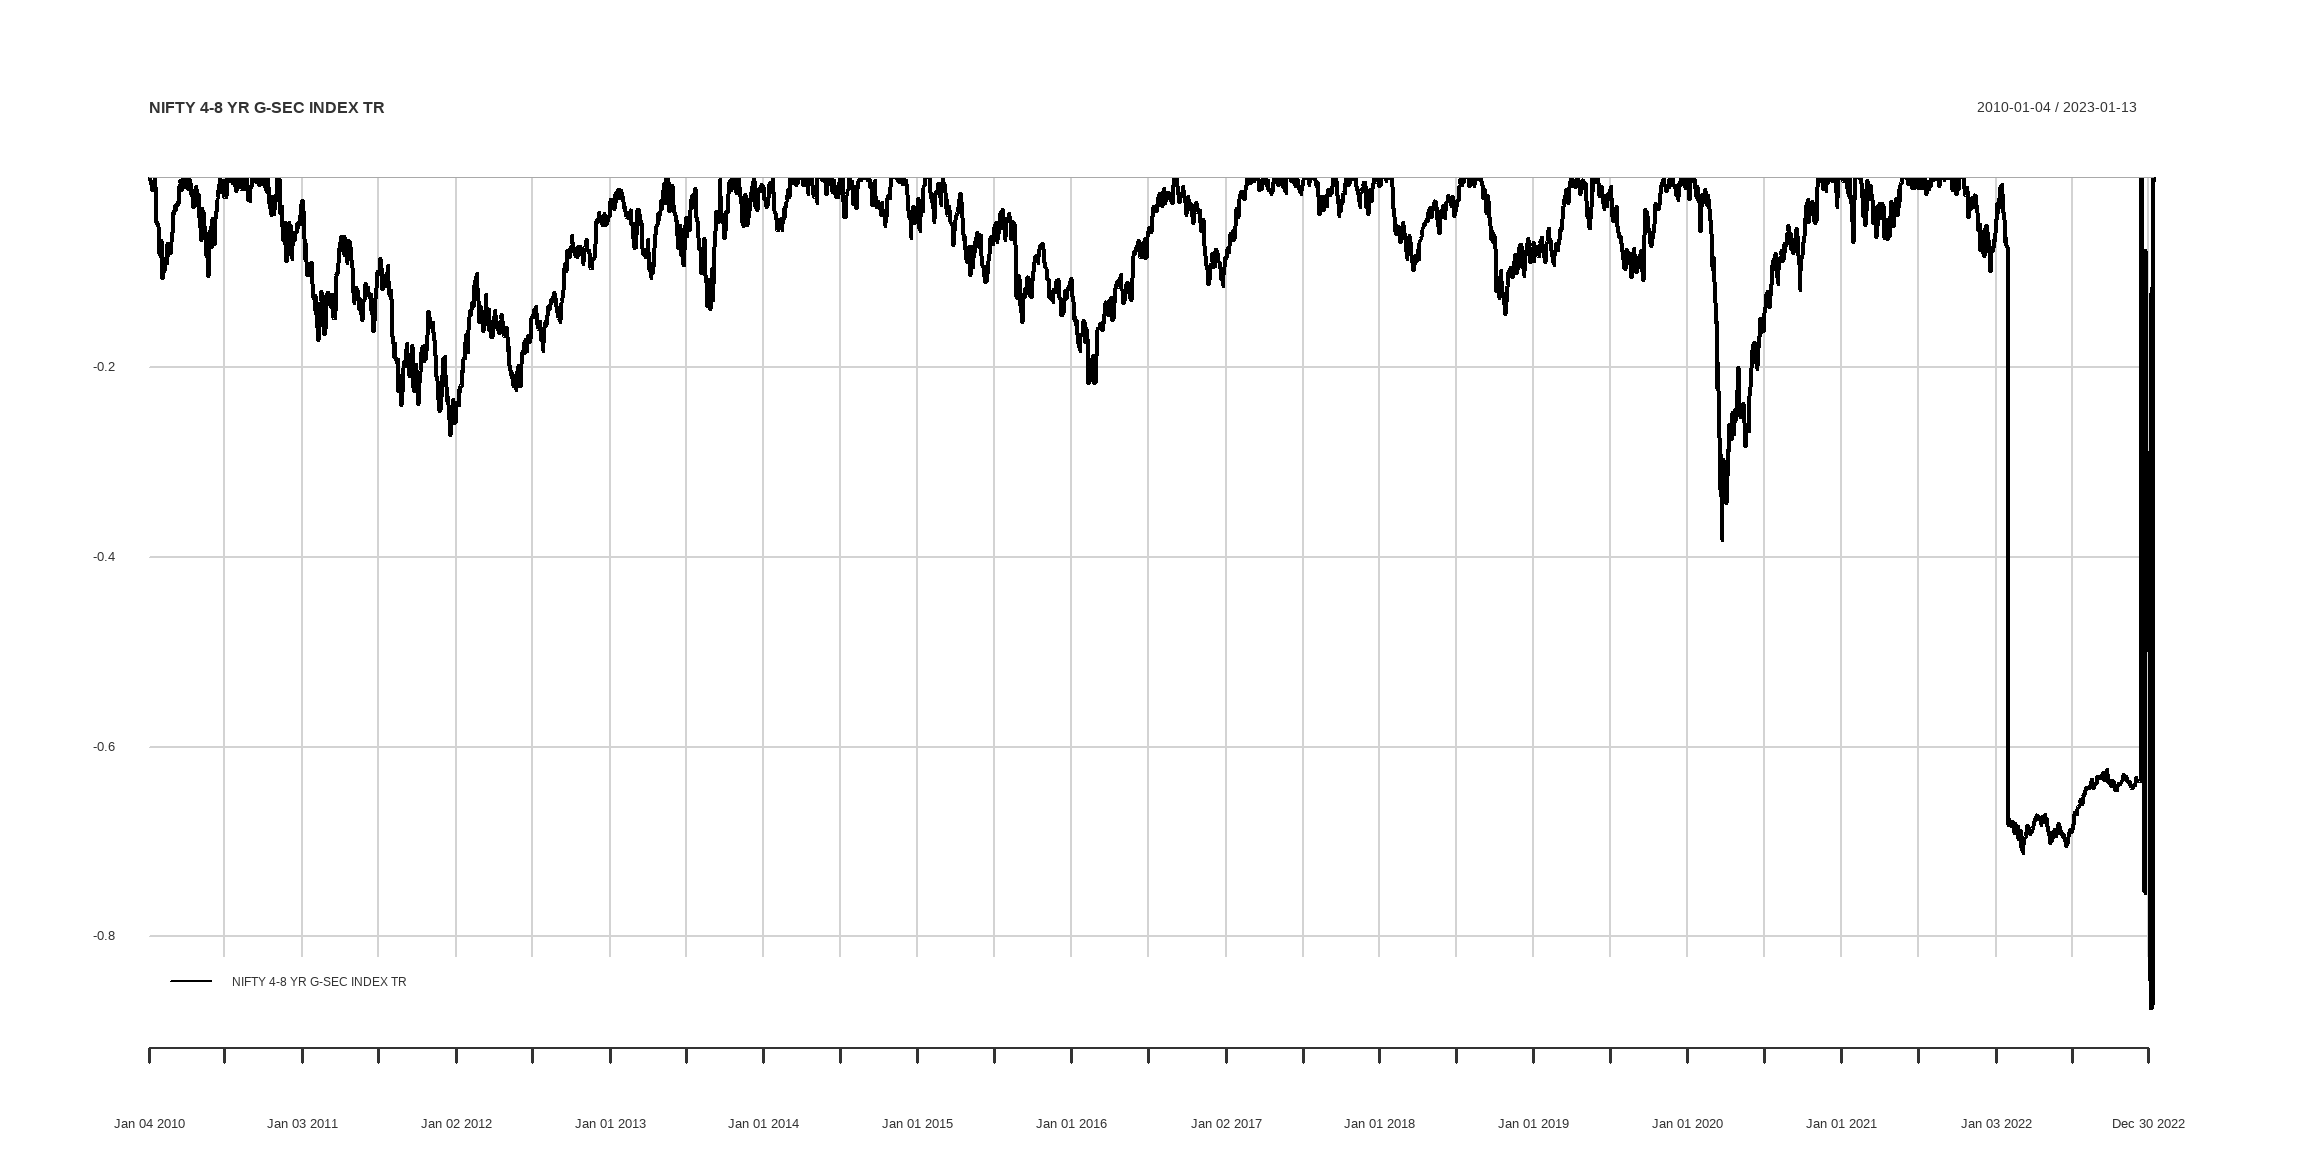 NIFTY 4-8 YR G-SEC INDEX TR
2010-01-04 / 2023-01-13
-0.2
-0.4
-0.6
-0.8
NIFTY 4-8 YR G-SEC INDEX TR
Jan 04 2010 Jan 03 2011 Jan 02 2012 Jan 01 2013 Jan 01 2014 Jan 01 2015 Jan 01 2016 Jan 02 2017 Jan 01 2018 Jan 01 2019 Jan 01 2020 Jan 01 2021 Jan 03 2022 Dec 30 2022